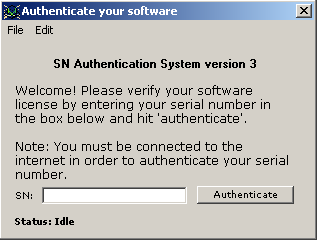 Authenticate your software
File Edit
SN Authentication System version 3
Welcome! Please verify your software
license by entering your serial number in
the box below and hit 'authenticate'.
Note: You must be connected to the
internet in order to authenticate your serial
number.
SN: Authenticate
Status: Idle